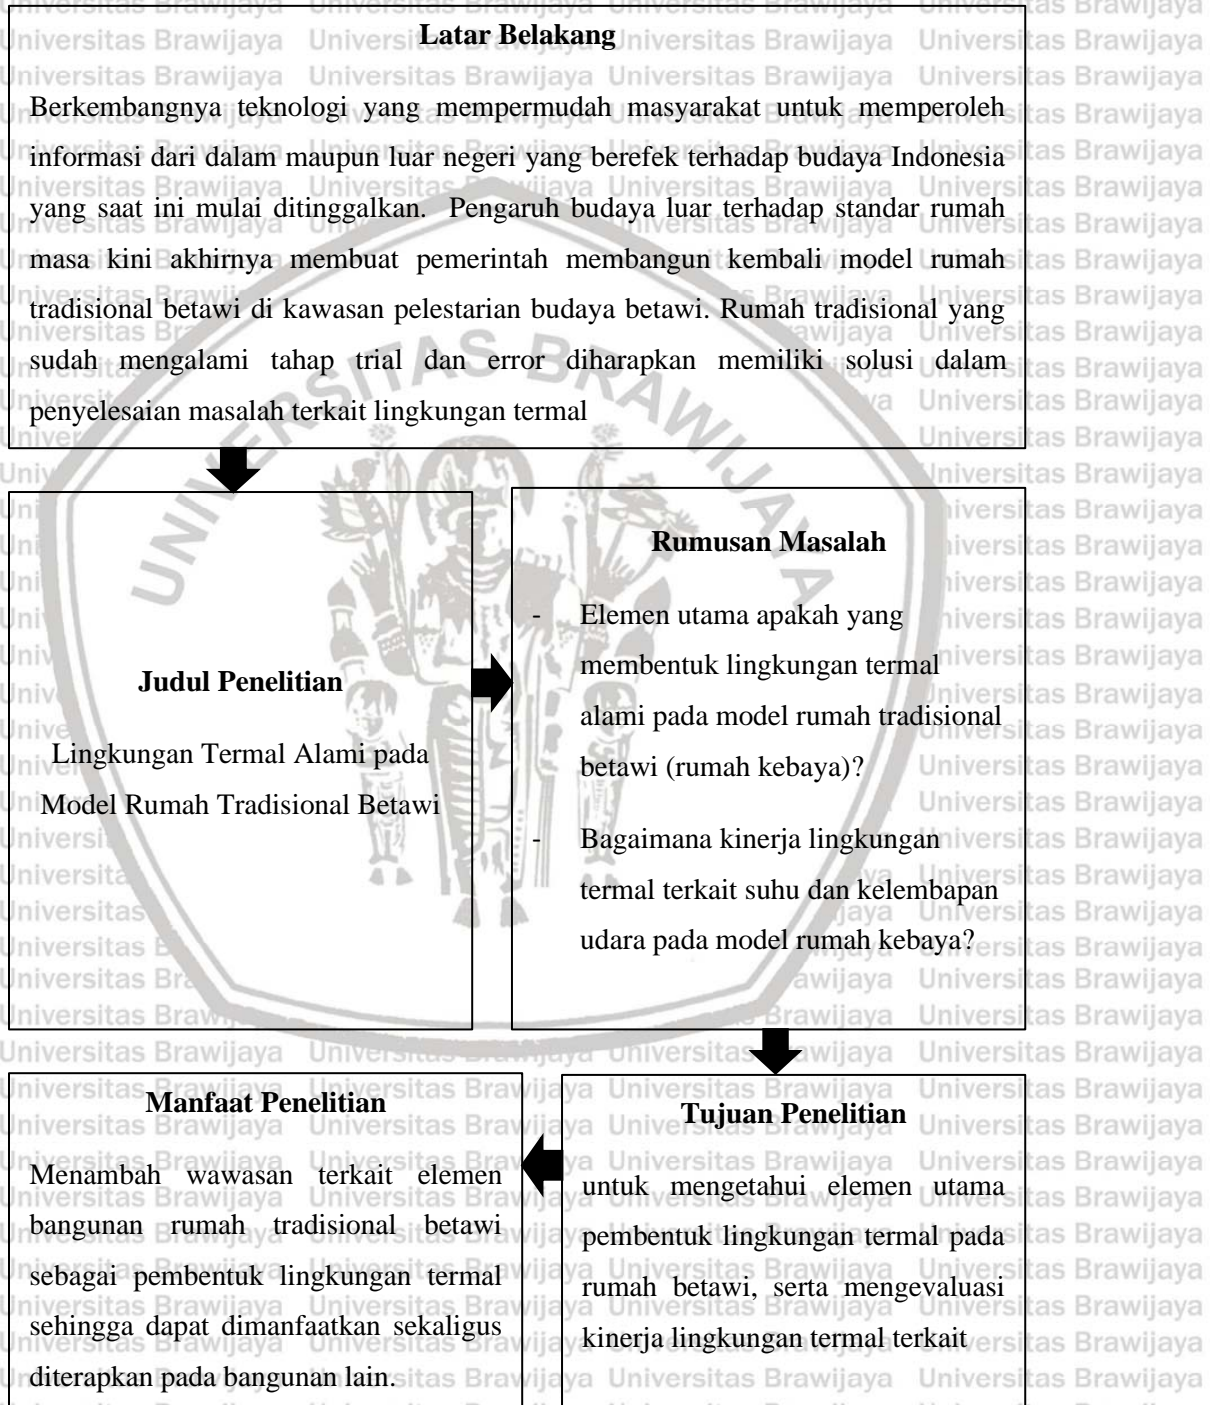 Latar Belakang
Berkembangnya teknologi yang mempermudah masyarakat untuk memperoleh
informasi dari dalam maupun luar negeri yang berefek terhadap budaya Indonesia
yang saat ini mulai ditinggalkan. Pengaruh budaya luar terhadap standar rumah
masa kini akhirnya membuat pemerintah membangun kembali model rumah
tradisional betawi di kawasan pelestarian budaya betawi. Rumah tradisional yang
sudah mengalami tahap trial dan error diharapkan memiliki solusi dalam
penyelesaian masalah terkait lingkungan termal
Judul Penelitian
Lingkungan Termal Alami pada
Model Rumah Tradisional Betawi
Rumusan Masalah
- Elemen utama apakah yang
membentuk lingkungan termal
alami pada model rumah tradisional
betawi (rumah kebaya)?
- Bagaimana kinerja lingkungan
termal terkait suhu dan kelembapan
udara pada model rumah kebaya?
Tujuan Penelitian
untuk mengetahui elemen utama
pembentuk lingkungan termal pada
rumah betawi, serta mengevaluasi
kinerja lingkungan termal terkait
Manfaat Penelitian
Menambah wawasan terkait elemen
bangunan rumah tradisional betawi
sebagai pembentuk lingkungan termal
sehingga dapat dimanfaatkan sekaligus
diterapkan pada bangunan lain.
UNIVERSITAS BRAWIJAYA